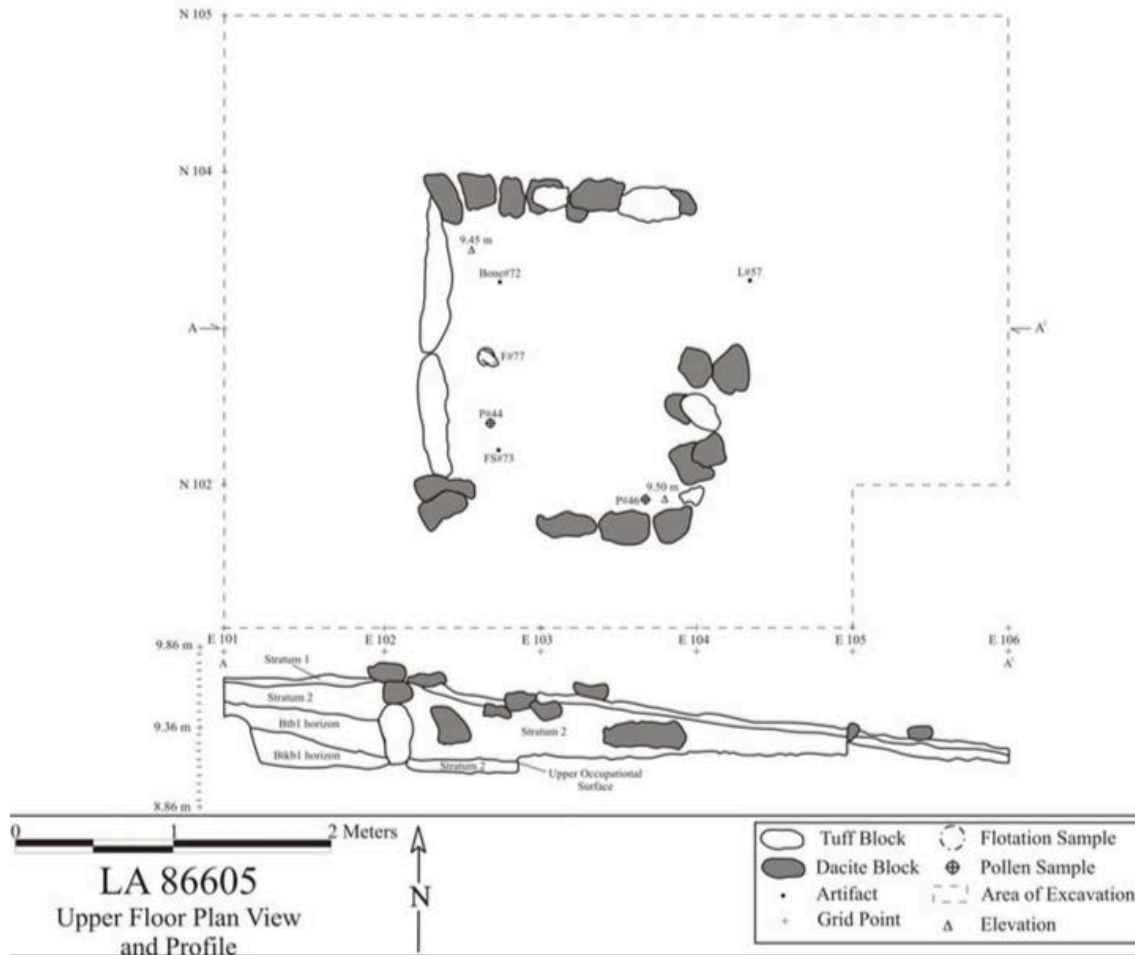 N 105
N 104
9.45 m
Bone#72
L#57
A
A'
F#77
P#44
FS#73
N 102
P#46
9.50 m
E 101
E 102
E 103
E 104
E 105
E 106
9.86 m
A
A'
Stratum 1
Stratum 2
Btb1 horizon
9.36 m
Stratum 2
Btkb1 horizon
Stratum 2
Upper Occupational
Surface
8.86 m
0 1 2 Meters
LA 86605
Upper Floor Plan View
and Profile
N
Tuff Block
Flotation Sample
Dacite Block
Pollen Sample
Artifact
Area of Excavation
Grid Point
Elevation